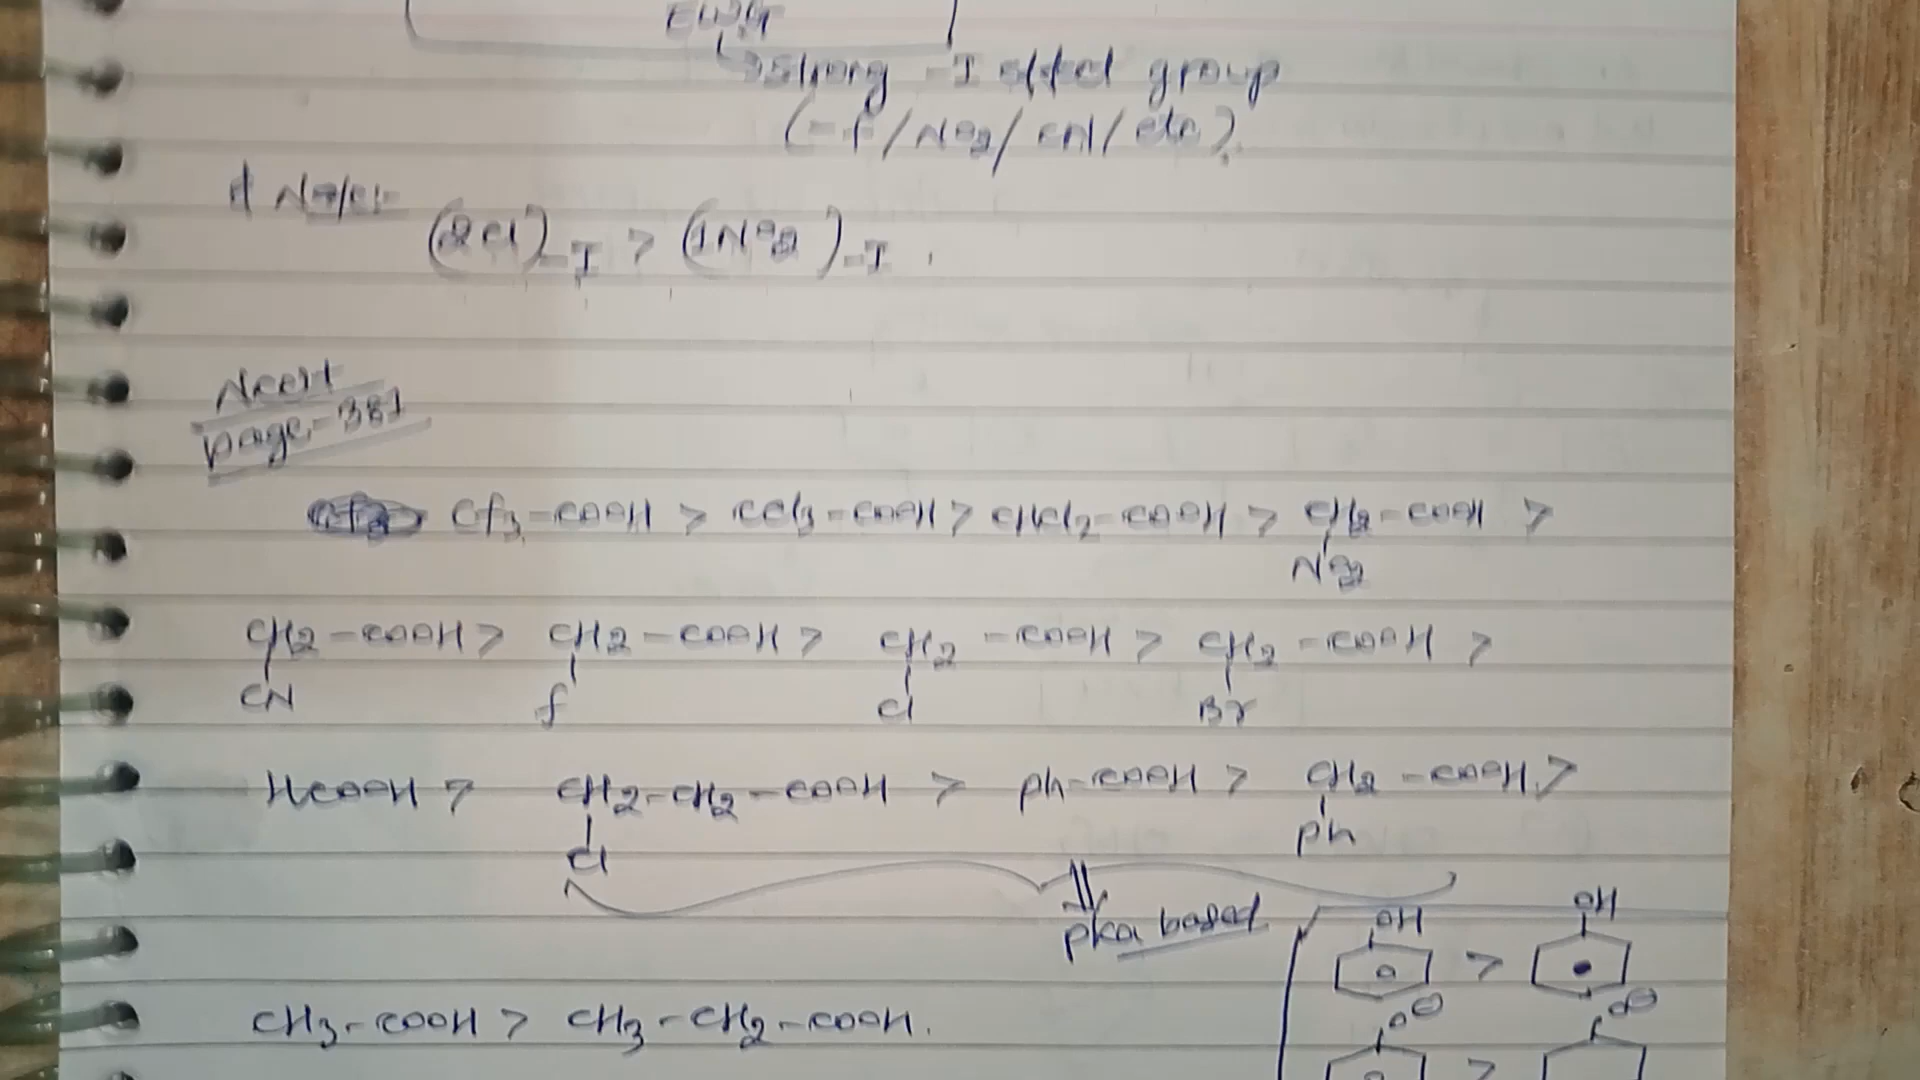 EWG
↳ strong -I effect group
(-f/NO2/CN/etc).
# Note:-
(2Cl)-I > (1NO2)-I.
Ncert
page-381
Cf3-COOH > CCl3-COOH > CHCl2-COOH > CH2-COOH >
NO2
CH2-COOH > CH2-COOH > CH2-COOH > CH2-COOH >
CN f Cl Br
HCOOH > CH2-CH2-COOH > ph-COOH > CH2-COOH >
Cl ph
pka based
OH > OH
CH3-COOH > CH3-CH2-COOH.
O⊖ > O⊖